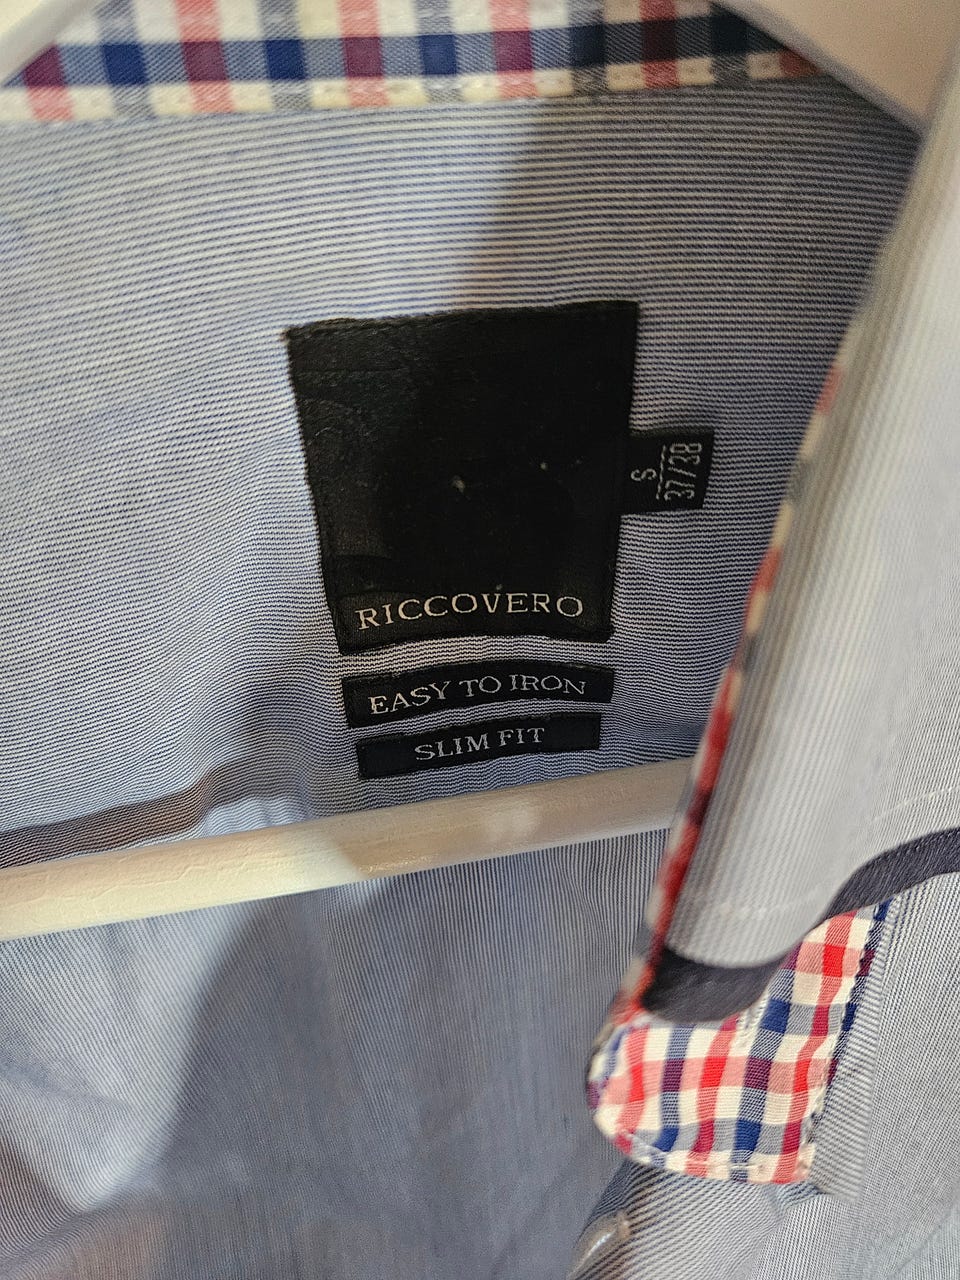 S
37/38
RICCOVERO
EASY TO IRON
SLIM FIT